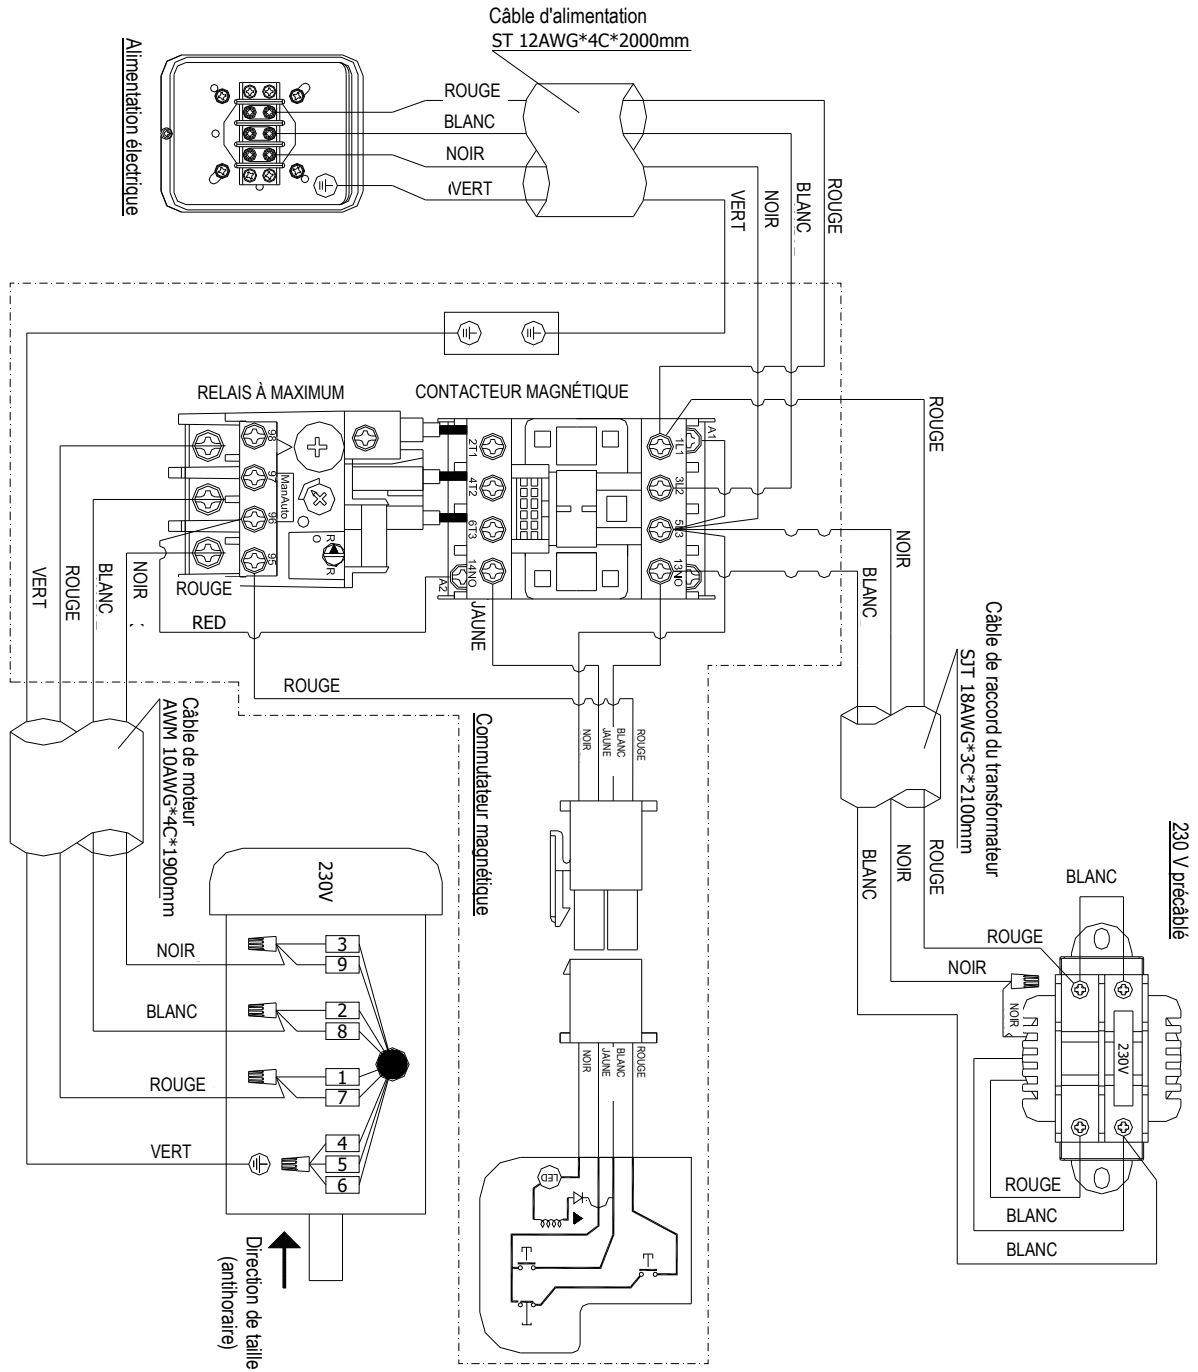 Câble d'alimentation
ST 12AWG*4C*2000mm
Alimentation électrique
ROUGE
BLANC
NOIR
VERT
VERT
NOIR
BLANC
ROUGE
RELAIS À MAXIMUM
CONTACTEUR MAGNÉTIQUE
98
97
96
95
ManAuto
R
R
2T1
4T2
6T3
14NO
A2
A1
1L1
3L2
13NO
ROUGE
NOIR
BLANC
VERT
ROUGE
BLANC
NOIR
ROUGE
RED
JAUNE
ROUGE
Câble de moteur
AWM 10AWG*4C*1900mm
Commutateur magnétique
NOIR
JAUNE
BLANC
ROUGE
Câble de raccord du transformateur
SJT 18AWG*3C*2100mm
BLANC
NOIR
ROUGE
230 V précâblé
BLANC
ROUGE
NOIR
NOIR
230V
ROUGE
BLANC
BLANC
230V
NOIR
3
9
BLANC
2
8
ROUGE
1
7
VERT
4
5
6
Direction de taille
(antihoraire)
NOIR
JAUNE
BLANC
ROUGE
LED